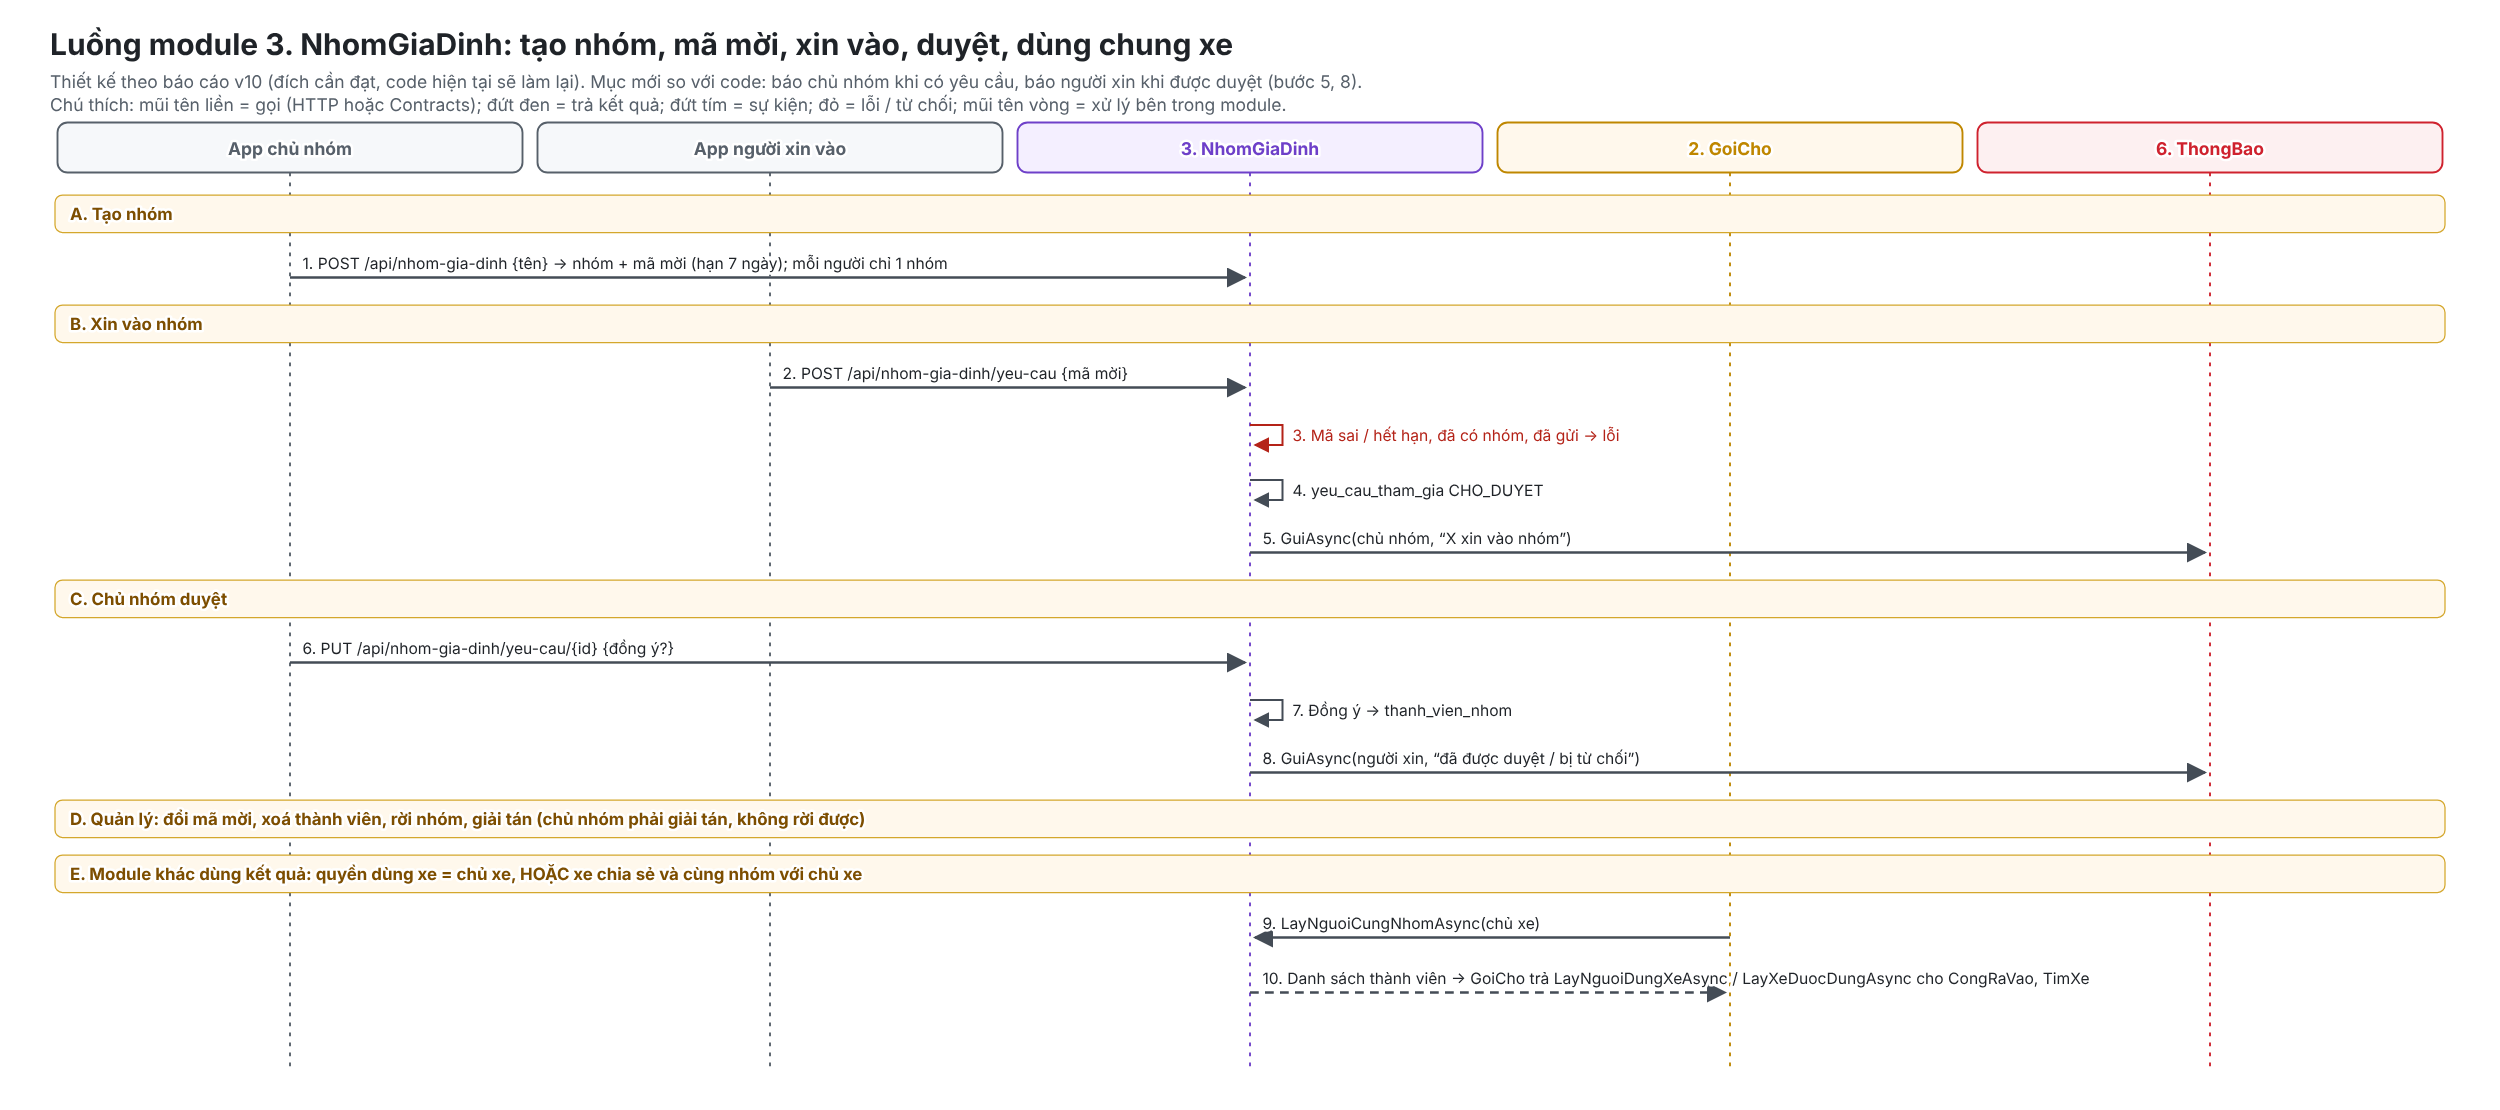 Luồng module 3. NhomGiaDinh: tạo nhóm, mã mời, xin vào, duyệt, dùng chung xe
Thiết kế theo báo cáo v10 (đích cần đạt, code hiện tại sẽ làm lại). Mục mới so với code: báo chủ nhóm khi có yêu cầu, báo người xin khi được duyệt (bước 5, 8).
Chú thích: mũi tên liền = gọi (HTTP hoặc Contracts); đứt đen = trả kết quả; đứt tím = sự kiện; đỏ = lỗi / từ chối; mũi tên vòng = xử lý bên trong module.
App chủ nhóm
App người xin vào
3. NhomGiaDinh
2. GoiCho
6. ThongBao
A. Tạo nhóm
1. POST /api/nhom-gia-dinh {tên} → nhóm + mã mời (hạn 7 ngày); mỗi người chỉ 1 nhóm
B. Xin vào nhóm
2. POST /api/nhom-gia-dinh/yeu-cau {mã mời}
3. Mã sai / hết hạn, đã có nhóm, đã gửi → lỗi
4. yeu_cau_tham_gia CHO_DUYET
5. GuiAsync(chủ nhóm, “X xin vào nhóm”)
C. Chủ nhóm duyệt
6. PUT /api/nhom-gia-dinh/yeu-cau/{id} {đồng ý?}
7. Đồng ý → thanh_vien_nhom
8. GuiAsync(người xin, “đã được duyệt / bị từ chối”)
D. Quản lý: đổi mã mời, xoá thành viên, rời nhóm, giải tán (chủ nhóm phải giải tán, không rời được)
E. Module khác dùng kết quả: quyền dùng xe = chủ xe, HOẶC xe chia sẻ và cùng nhóm với chủ xe
9. LayNguoiCungNhomAsync(chủ xe)
10. Danh sách thành viên → GoiCho trả LayNguoiDungXeAsync / LayXeDuocDungAsync cho CongRaVao, TimXe